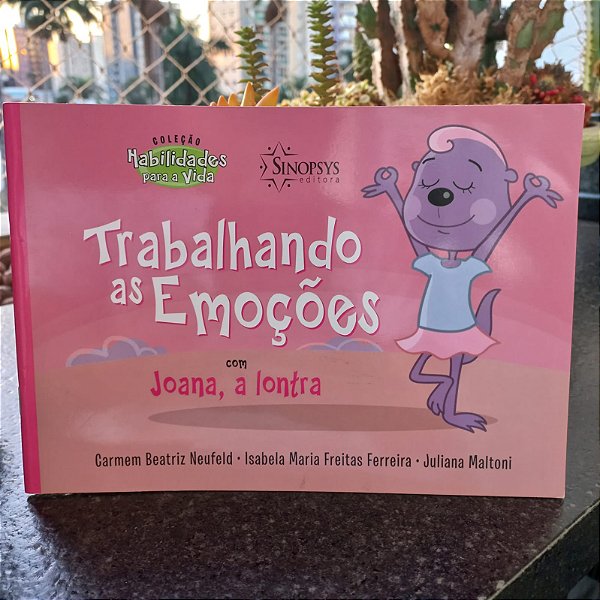 COLEÇÃO
Habilidades
para a Vida
SINOPSYS
editora
Trabalhando
as Emoções
com
Joana, a lontra
Carmem Beatriz Neufeld • Isabela Maria Freitas Ferreira • Juliana Maltoni